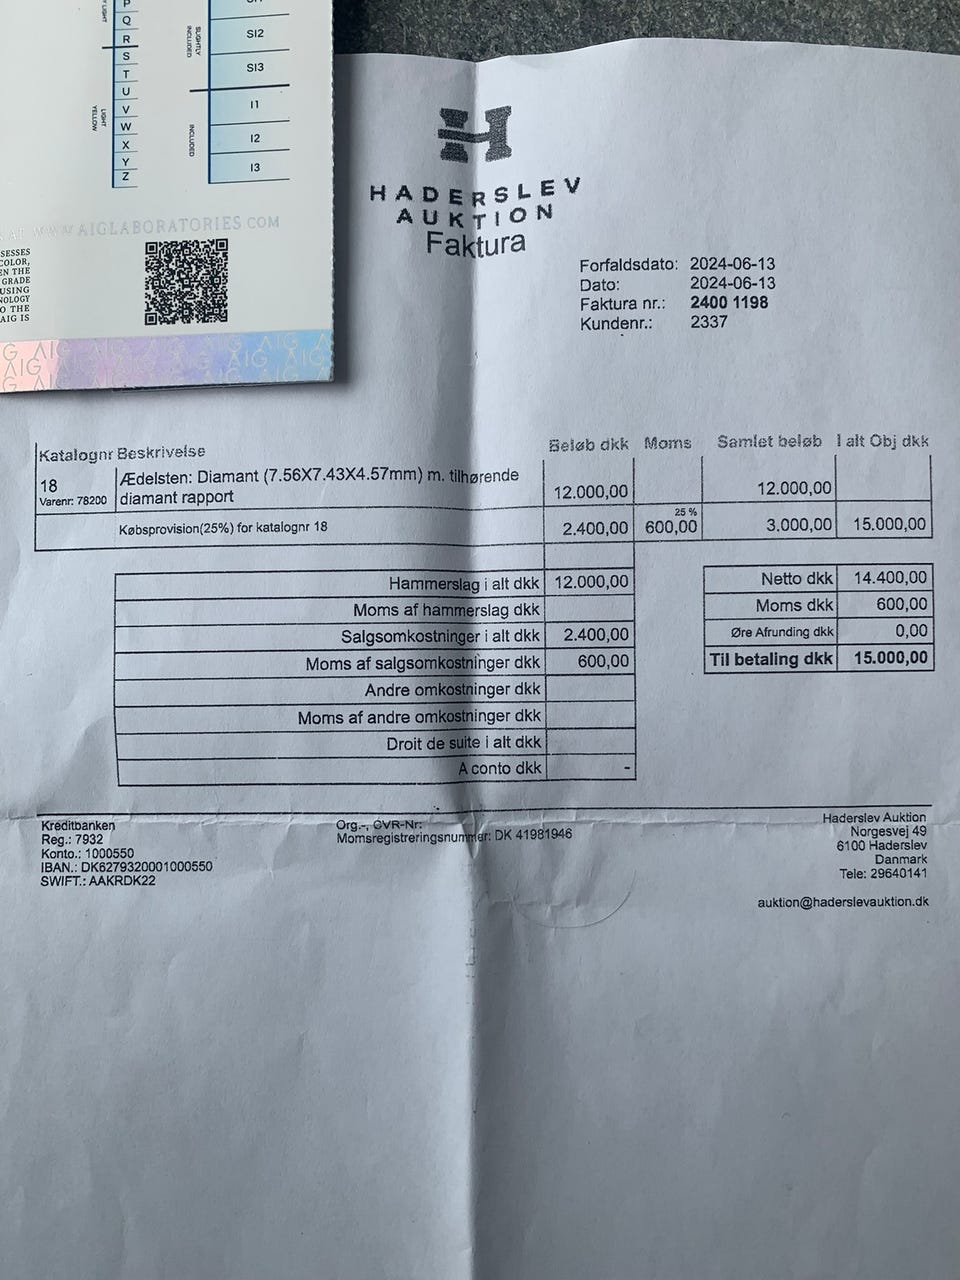 P
Q
R
S
T
U
V
W
X
Y
Z
LIGHT
LIGHT
YELLOW
SI2
SI3
I1
I2
I3
SLIGHTLY
INCLUDED
INCLUDED
AT WWW.AIGLABORATORIES.COM
SESSES
COLOR,
EN THE
GRADE
USING
NOLOGY
O THE
AIG IS
AIG AIG AIG
HADERSLEV
AUKTION
Faktura
Forfaldsdato: 2024-06-13
Dato: 2024-06-13
Faktura nr.: 2400 1198
Kundenr.: 2337
Katalognr Beskrivelse Beløb dkk Moms Samlet beløb I alt Obj dkk
18 Ædelsten: Diamant (7.56X7.43X4.57mm) m. tilhørende
Varenr: 78200 diamant rapport 12.000,00 12.000,00
25 %
Købsprovision(25%) for katalognr 18 2.400,00 600,00 3.000,00 15.000,00
Hammerslag i alt dkk 12.000,00
Moms af hammerslag dkk
Salgsomkostninger i alt dkk 2.400,00
Moms af salgsomkostninger dkk 600,00
Andre omkostninger dkk
Moms af andre omkostninger dkk
Droit de suite i alt dkk
A conto dkk -
Netto dkk 14.400,00
Moms dkk 600,00
Øre Afrunding dkk 0,00
Til betaling dkk 15.000,00
Kreditbanken
Reg.: 7932
Konto.: 1000550
IBAN.: DK6279320001000550
SWIFT.: AAKRDK22
Org.-, CVR-Nr:
Momsregistreringsnummer: DK 41981946
Haderslev Auktion
Norgesvej 49
6100 Haderslev
Danmark
Tele: 29640141
auktion@haderslevauktion.dk